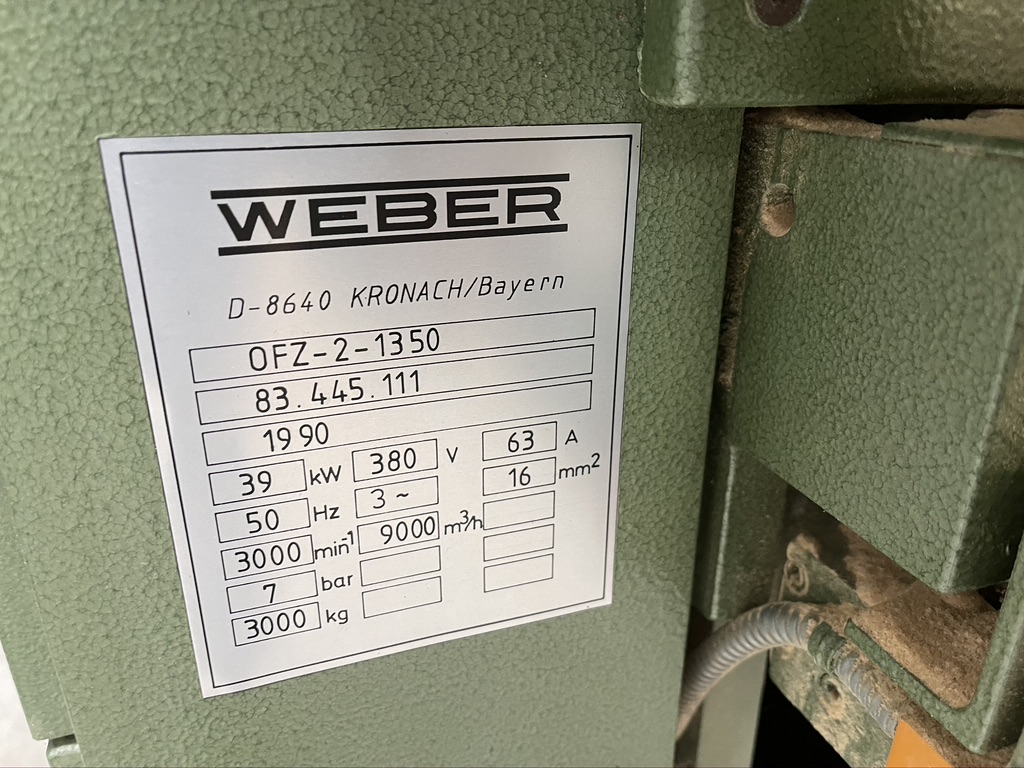 WEBER
D-8640 KRONACH/Bayern
OFZ-2-1350
83.445.111
1990
39 kW 380 V 63 A
50 Hz 3~ 16 mm²
3000 min⁻¹ 9000 m³/h
7 bar
3000 kg